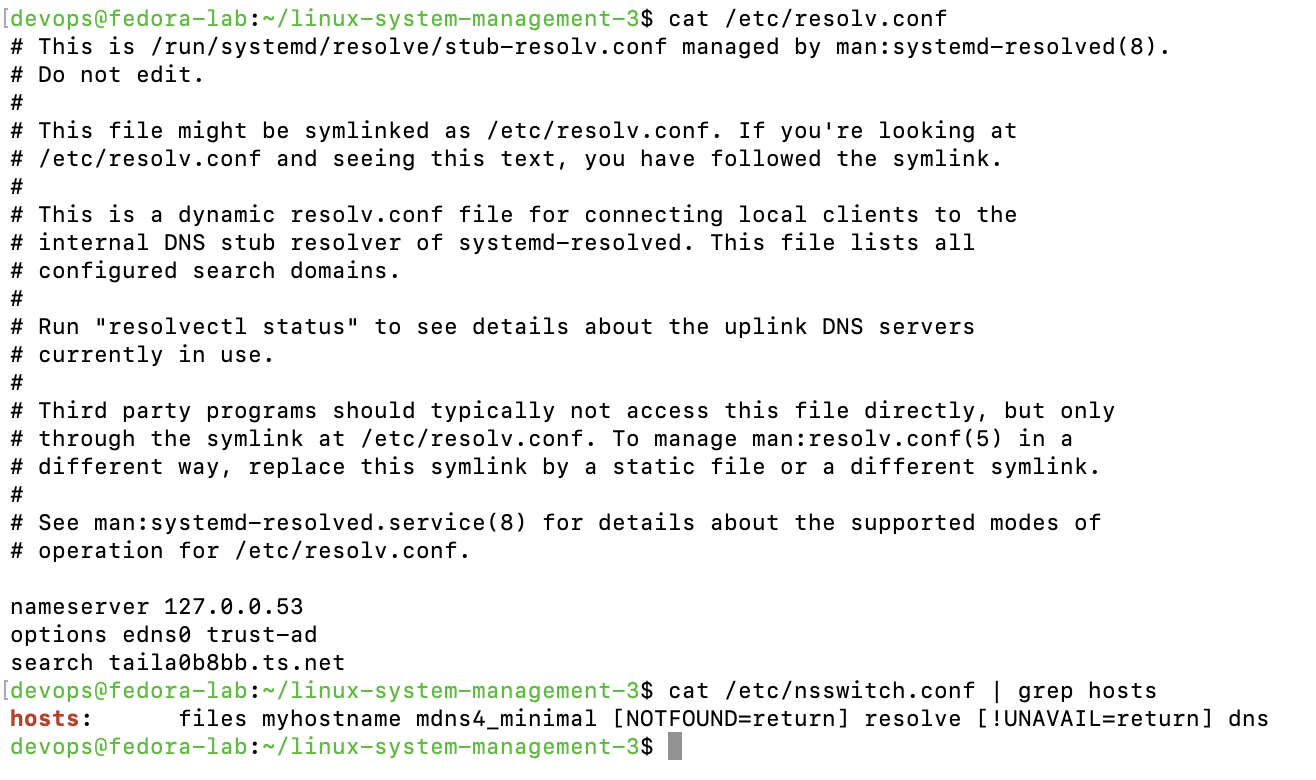 [devops@fedora-lab:~/linux-system-management-3$ cat /etc/resolv.conf
# This is /run/systemd/resolve/stub-resolv.conf managed by man:systemd-resolved(8).
# Do not edit.
#
# This file might be symlinked as /etc/resolv.conf. If you're looking at
# /etc/resolv.conf and seeing this text, you have followed the symlink.
#
# This is a dynamic resolv.conf file for connecting local clients to the
# internal DNS stub resolver of systemd-resolved. This file lists all
# configured search domains.
#
# Run "resolvectl status" to see details about the uplink DNS servers
# currently in use.
#
# Third party programs should typically not access this file directly, but only
# through the symlink at /etc/resolv.conf. To manage man:resolv.conf(5) in a
# different way, replace this symlink by a static file or a different symlink.
#
# See man:systemd-resolved.service(8) for details about the supported modes of
# operation for /etc/resolv.conf.

nameserver 127.0.0.53
options edns0 trust-ad
search taila0b8bb.ts.net
[devops@fedora-lab:~/linux-system-management-3$ cat /etc/nsswitch.conf | grep hosts
hosts:      files myhostname mdns4_minimal [NOTFOUND=return] resolve [!UNAVAIL=return] dns
devops@fedora-lab:~/linux-system-management-3$